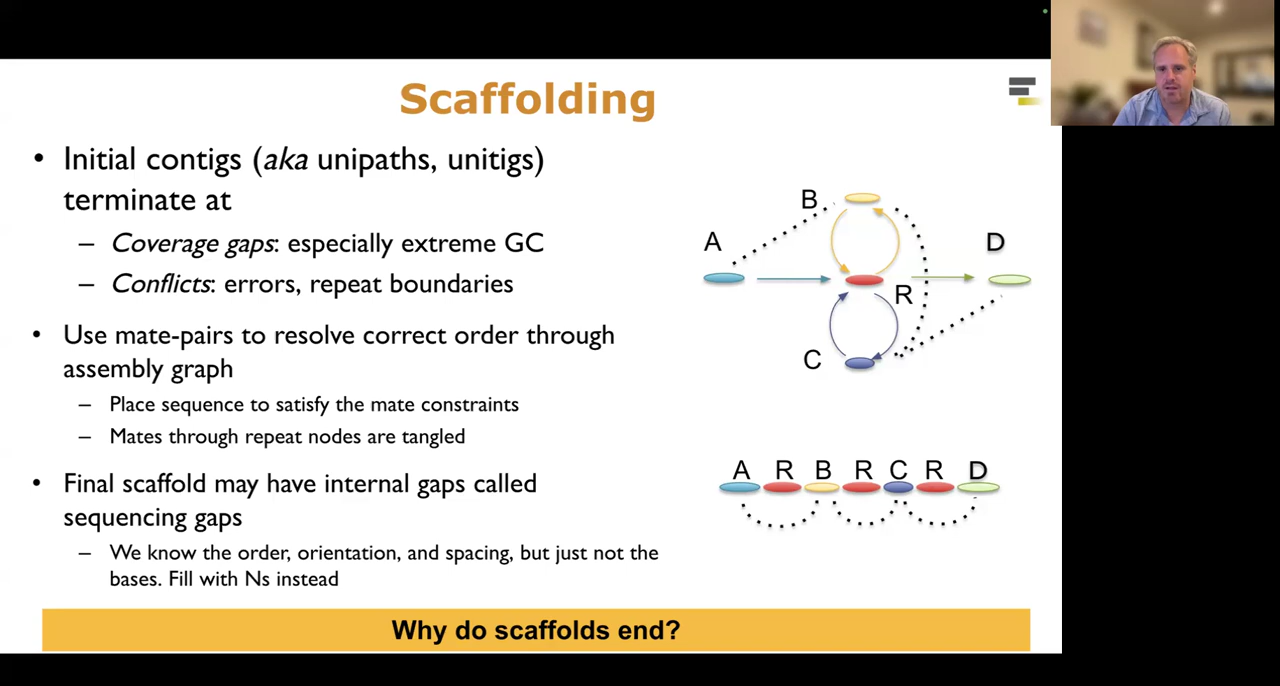 Scaffolding
• Initial contigs (aka unipaths, unitigs)
terminate at
– Coverage gaps: especially extreme GC
– Conflicts: errors, repeat boundaries
• Use mate-pairs to resolve correct order through
assembly graph
– Place sequence to satisfy the mate constraints
– Mates through repeat nodes are tangled
• Final scaffold may have internal gaps called
sequencing gaps
– We know the order, orientation, and spacing, but just not the
bases. Fill with Ns instead
B
A
D
R
C
A R B R C R D
Why do scaffolds end?